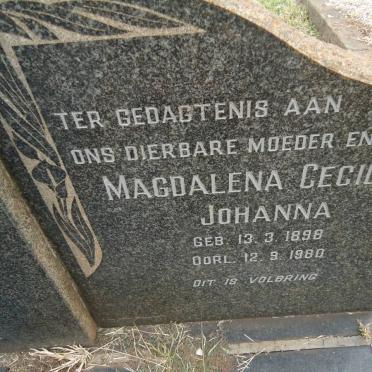 TER GEDAGTENIS AAN
ONS DIERBARE MOEDER EN
MAGDALENA CECIL
JOHANNA
GEB. 13. 3. 1898
OORL. 12. 9. 1980
DIT IS VOLBRING